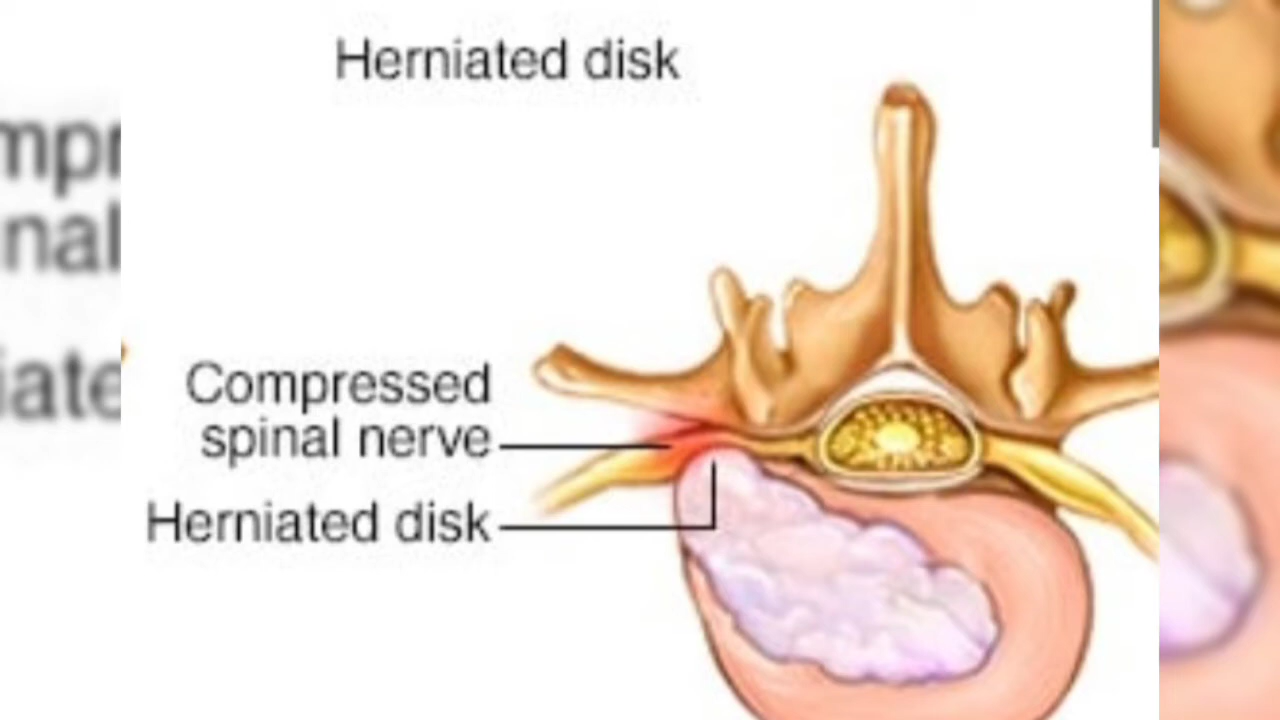 Herniated disk
Compressed
spinal nerve
Herniated disk